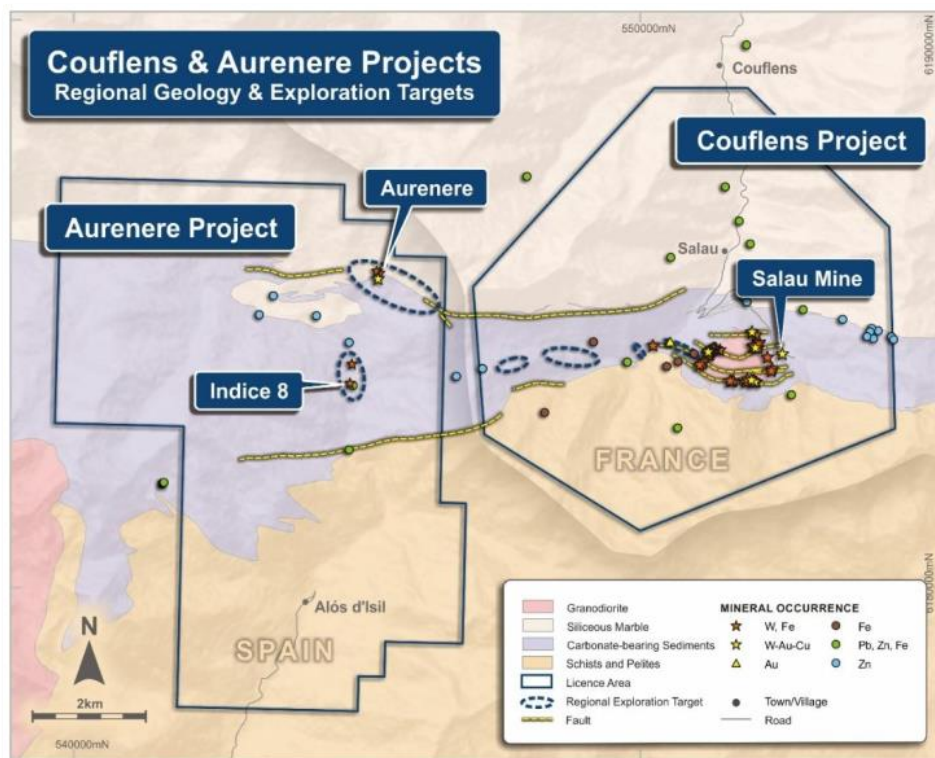 Couflens & Aurenere Projects
Regional Geology & Exploration Targets
550000mN
6190000mN
Couflens
Couflens Project
Aurenere
Aurenere Project
Salau
Salau Mine
Indice 8
FRANCE
6180000mN
Alós d'Isil
SPAIN
N
2km
540000mN
Granodiorite
Siliceous Marble
Carbonate-bearing Sediments
Schists and Pelites
Licence Area
Regional Exploration Target
Fault
MINERAL OCCURRENCE
W, Fe
W-Au-Cu
Au
Fe
Pb, Zn, Fe
Zn
Town/Village
Road